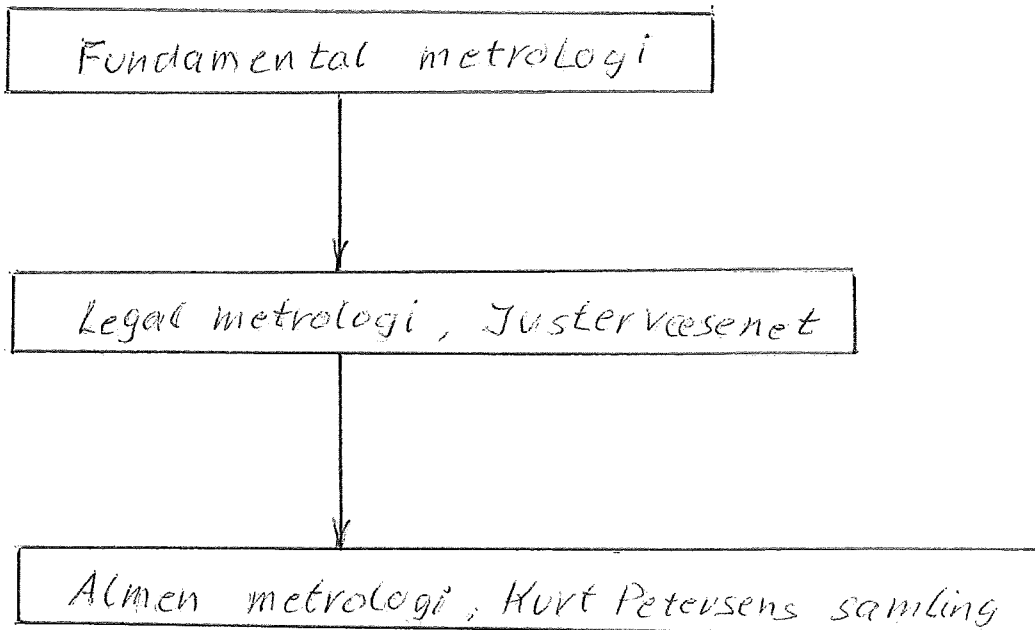 Fundamental metrologi
Legal metrologi, Justervæsenet
Almen metrologi, Kurt Petersens samling